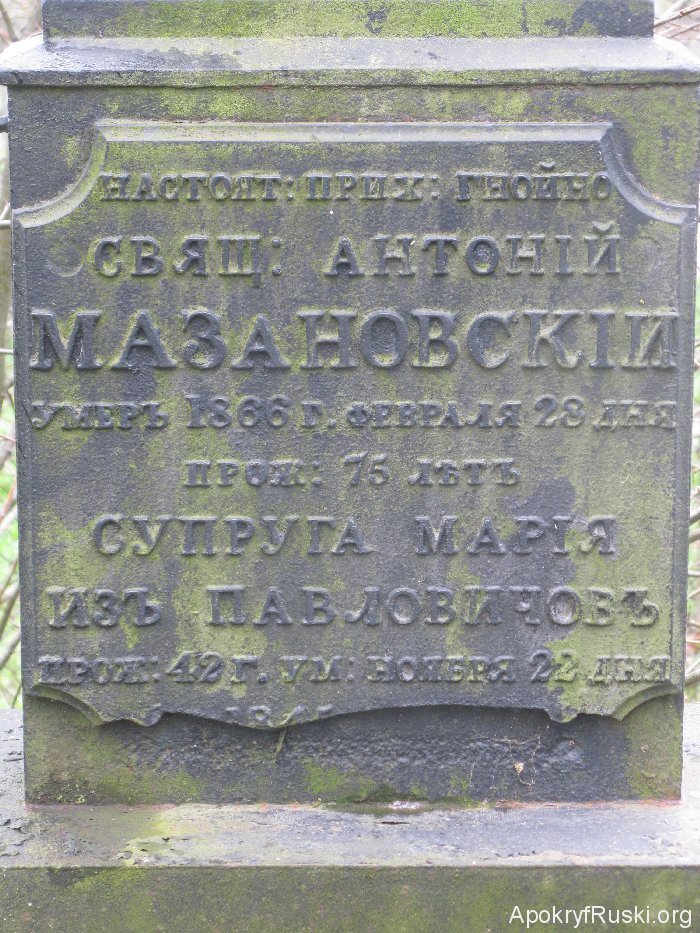 НАСТОЯТ: ПРИХ: ГНОЙНО
СВЯЩ: АНТОНІЙ
МАЗАНОВСКІЙ
УМЕРЪ 1866 Г. ФЕВРАЛЯ 28 ДНЯ
ПРОЖ: 75 ЛѢТЪ
СУПРУГА МАРІЯ
ИЗЪ ПАВЛОВИЧОВЪ
ПРОЖ: 42 Г. УМ: НОЯБРЯ 22 ДНЯ
ApokryfRuski.org